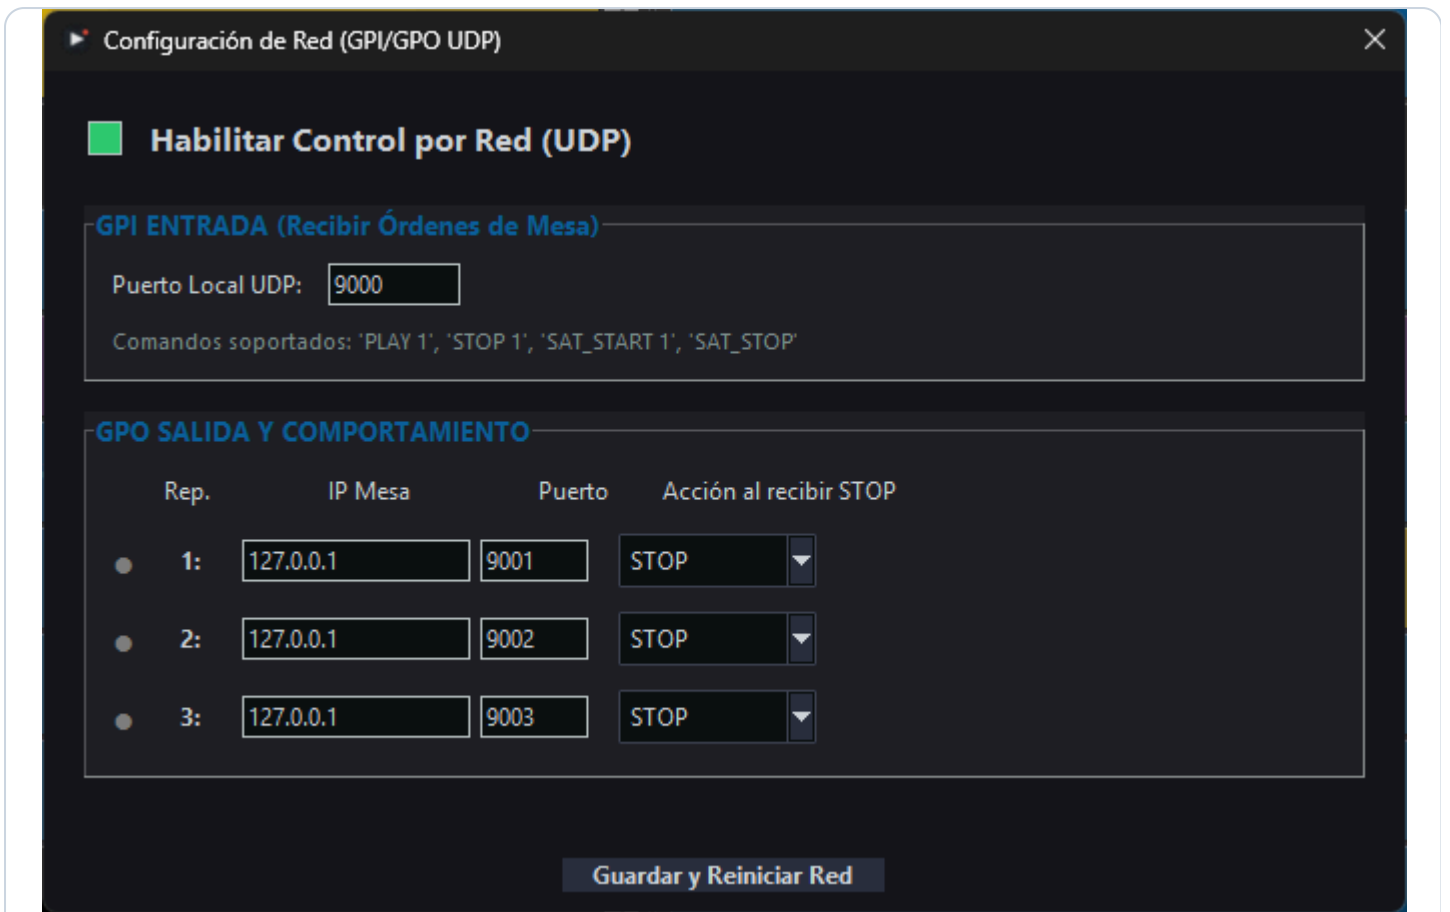 Configuración de Red (GPI/GPO UDP)
Habilitar Control por Red (UDP)
GPI ENTRADA (Recibir Órdenes de Mesa)
Puerto Local UDP: 9000
Comandos soportados: 'PLAY 1', 'STOP 1', 'SAT_START 1', 'SAT_STOP'
GPO SALIDA Y COMPORTAMIENTO
Rep. IP Mesa Puerto Acción al recibir STOP
1: 127.0.0.1 9001 STOP
2: 127.0.0.1 9002 STOP
3: 127.0.0.1 9003 STOP
Guardar y Reiniciar Red